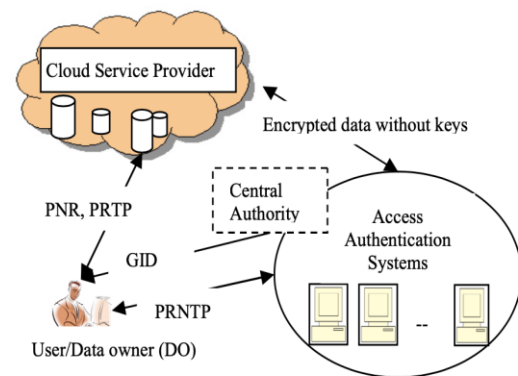 Cloud Service Provider
Encrypted data without keys
PNR, PRTP
Central
Authority
Access
Authentication
Systems
GID
PRNTP
--
User/Data owner (DO)